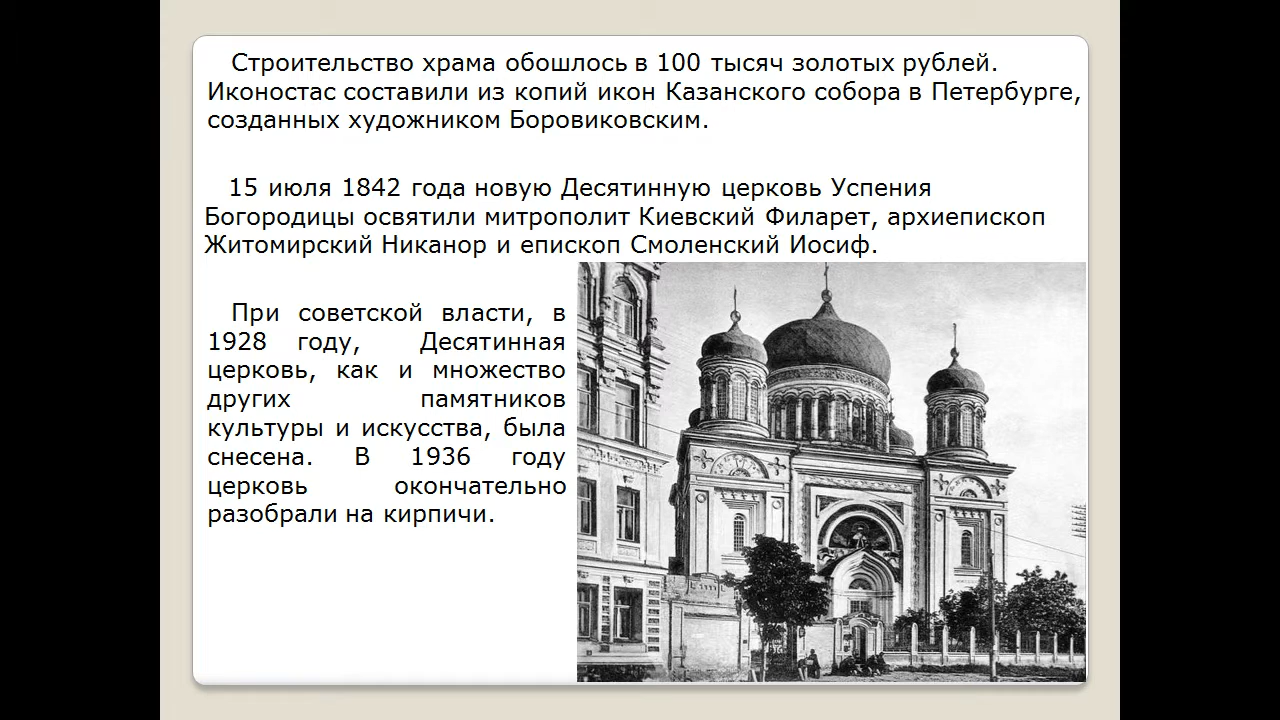 Строительство храма обошлось в 100 тысяч золотых рублей.
Иконостас составили из копий икон Казанского собора в Петербурге,
созданных художником Боровиковским.
15 июля 1842 года новую Десятинную церковь Успения
Богородицы освятили митрополит Киевский Филарет, архиепископ
Житомирский Никанор и епископ Смоленский Иосиф.
При советской власти, в
1928 году, Десятинная
церковь, как и множество
других памятников
культуры и искусства, была
снесена. В 1936 году
церковь окончательно
разобрали на кирпичи.